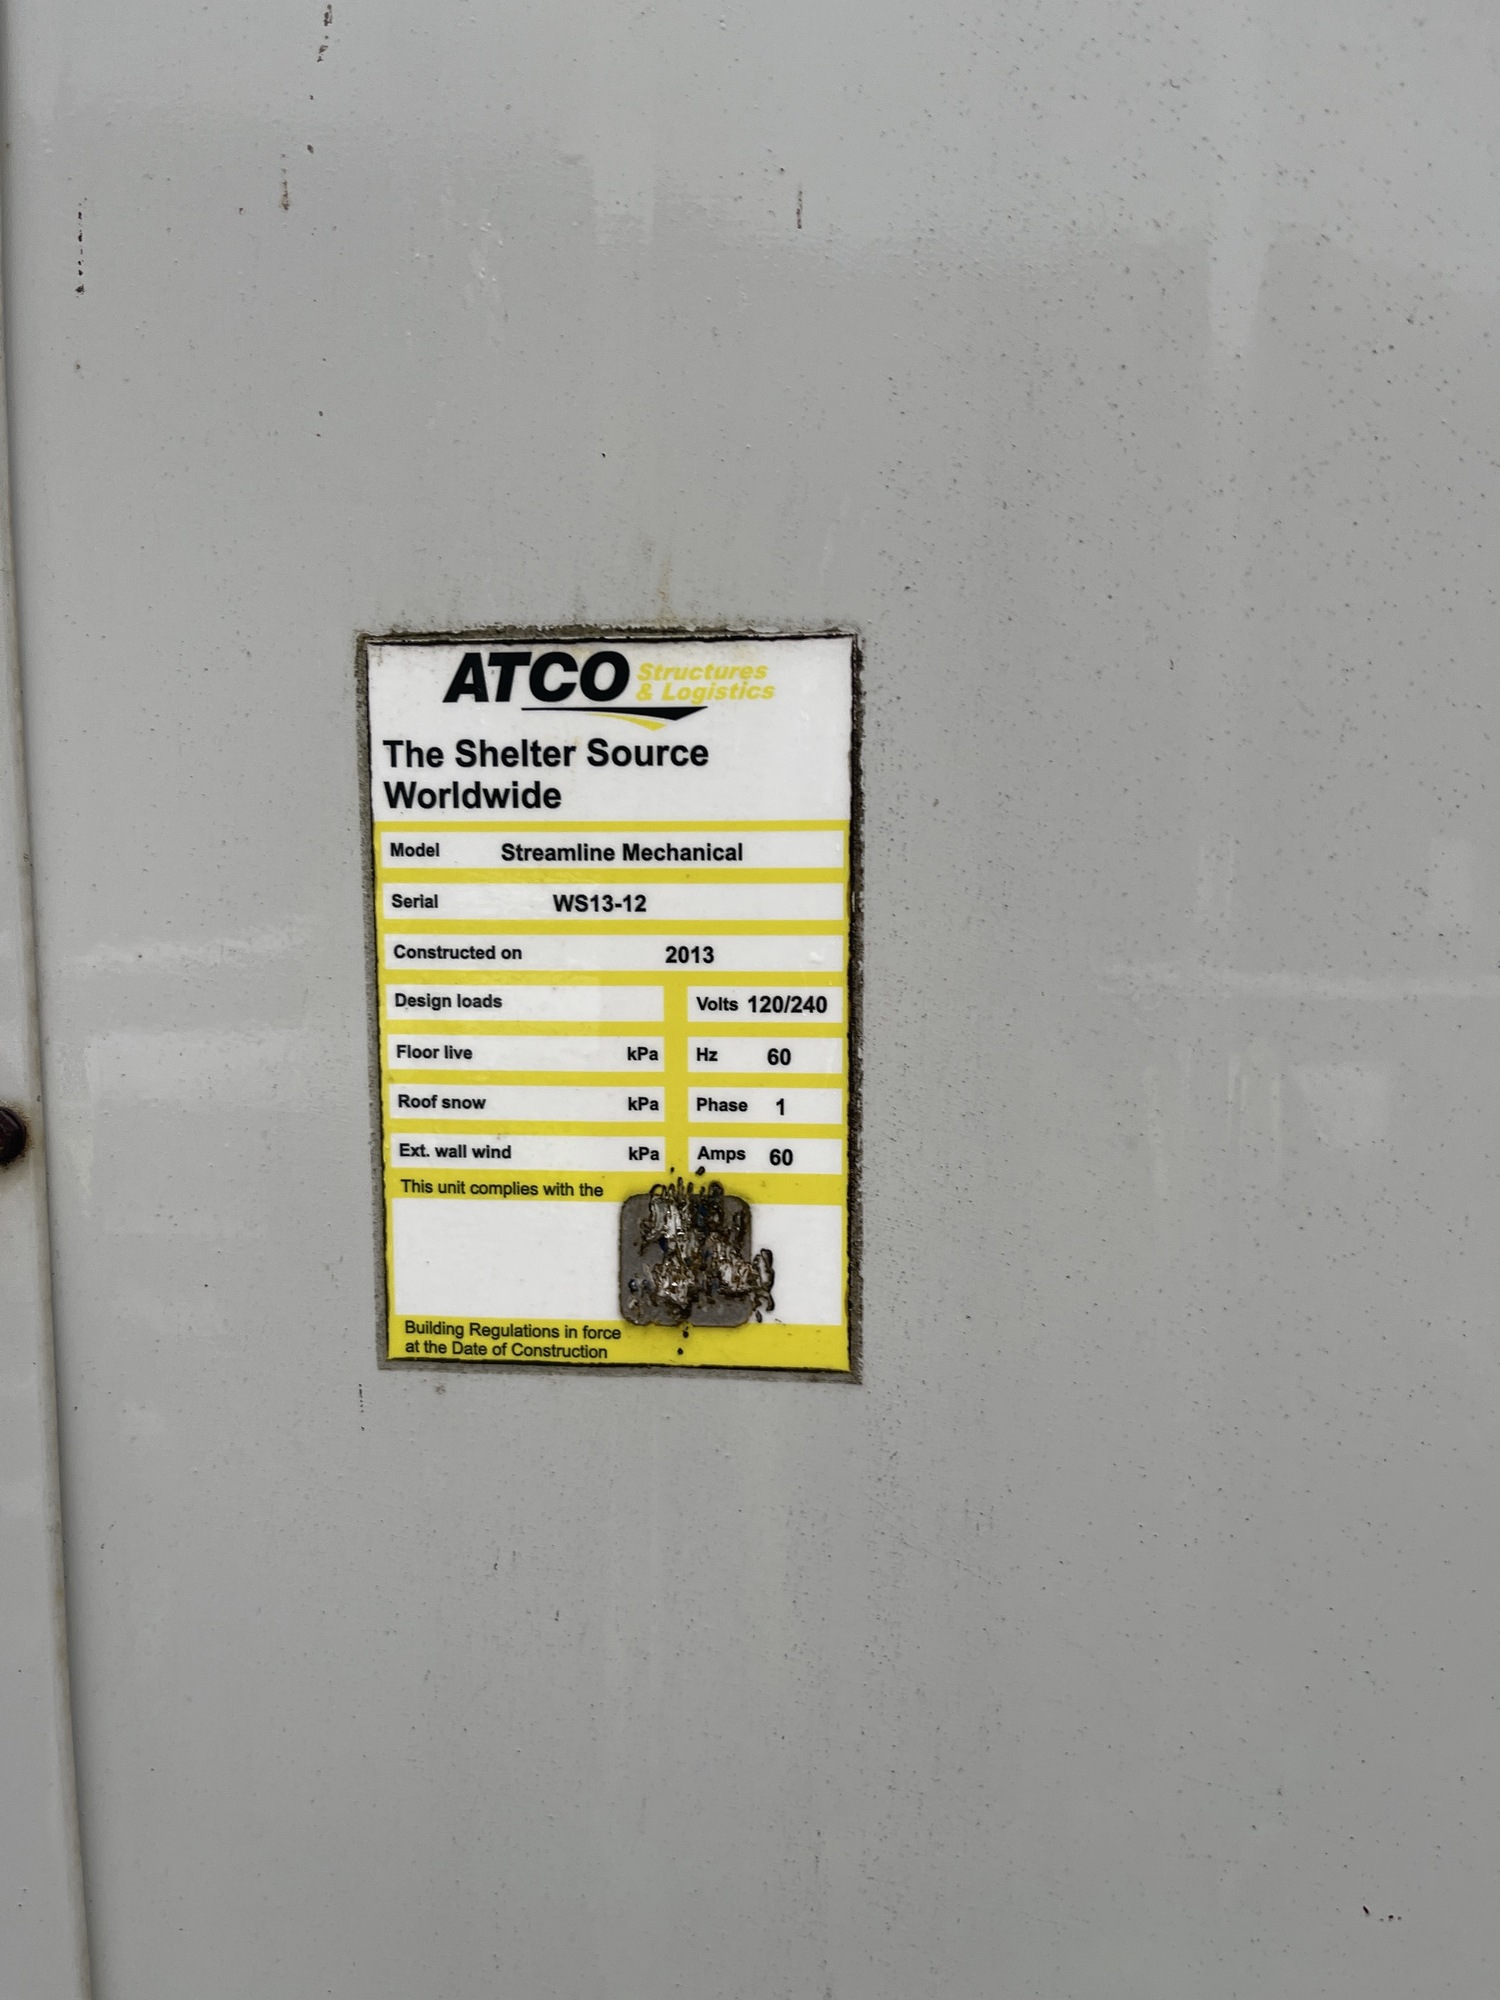 ATCO Structures
& Logistics
The Shelter Source
Worldwide
Model Streamline Mechanical
Serial WS13-12
Constructed on 2013
Design loads Volts 120/240
Floor live kPa Hz 60
Roof snow kPa Phase 1
Ext. wall wind kPa Amps 60
This unit complies with the
Building Regulations in force
at the Date of Construction